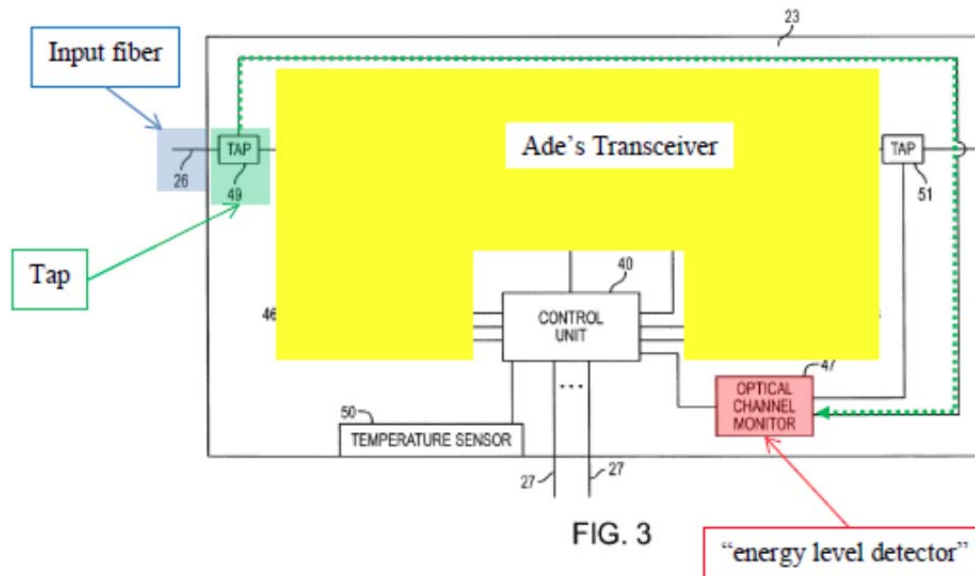 23
Input fiber
TAP
Ade's Transceiver
TAP
26
49
51
Tap
40
46
CONTROL
UNIT
47
OPTICAL
CHANNEL
MONITOR
50
TEMPERATURE SENSOR
...
27
27
FIG. 3
"energy level detector"